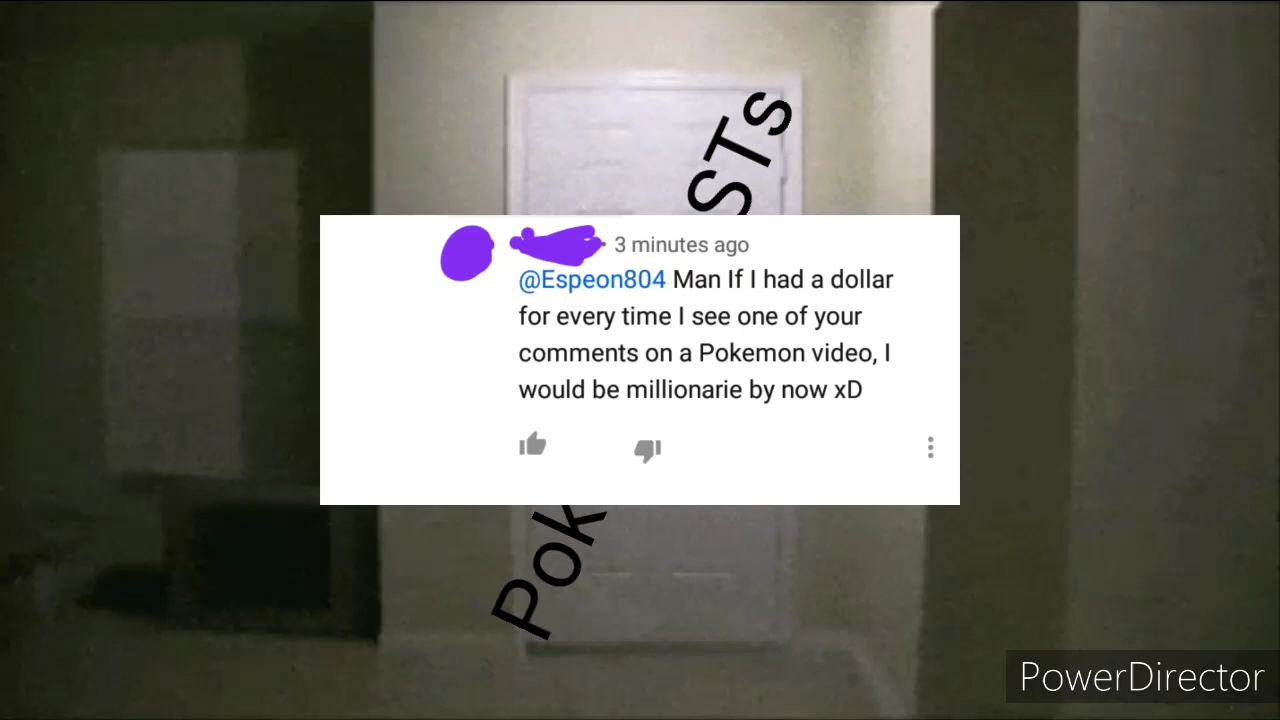 STs
3 minutes ago
@Espeon804 Man If I had a dollar
for every time I see one of your
comments on a Pokemon video, I
would be millionarie by now xD
Pok
PowerDirector